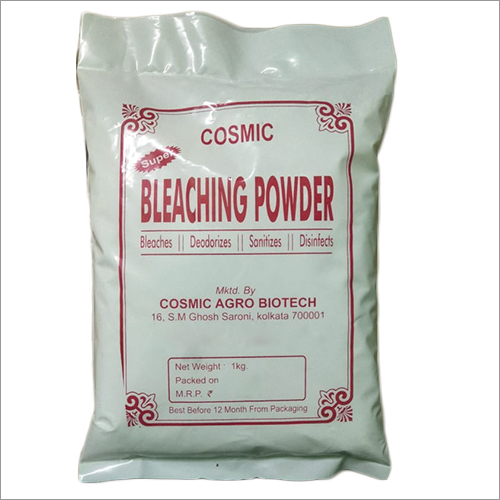 COSMIC
Super
BLEACHING POWDER
Bleaches || Deodorizes || Sanitizes || Disinfects
Mktd. By
COSMIC AGRO BIOTECH
16, S.M Ghosh Saroni, kolkata 700001
Net Weight : 1kg.
Packed on
M.R.P. ₹
Best Before 12 Month From Packaging